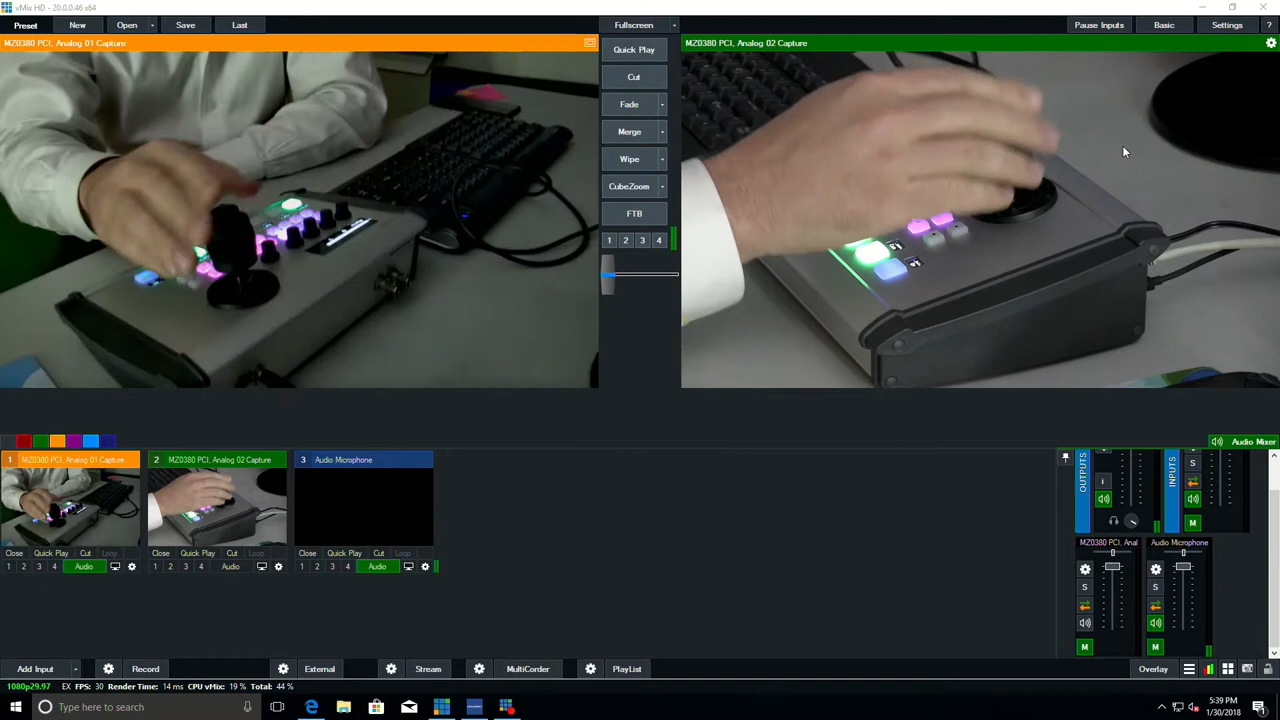 vMix HD - 20.0.0.46 x64
Preset New Open Save Last Fullscreen Pause Inputs Basic Settings ?
MZ0380 PCI, Analog 01 Capture
MZ0380 PCI, Analog 02 Capture
Quick Play
Cut
Fade
Merge
Wipe
CubeZoom
FTB
1 2 3 4
Audio Mixer
1 MZ0380 PCI, Analog 01 Capture
2 MZ0380 PCI, Analog 02 Capture
3 Audio Microphone
OUTPUTS
INPUTS
S
i
M
Close Quick Play Cut Loop
Close Quick Play Cut Loop
Close Quick Play Cut Loop
1 2 3 4 Audio
1 2 3 4 Audio
1 2 3 4 Audio
MZ0380 PCI, Anal
Audio Microphone
S S
M M
Add Input Record External Stream MultiCorder PlayList Overlay
1080p29.97 EX FPS: 30 Render Time: 14 ms CPU vMix: 19 % Total: 44 %
Type here to search
5:39 PM
1/30/2018
1